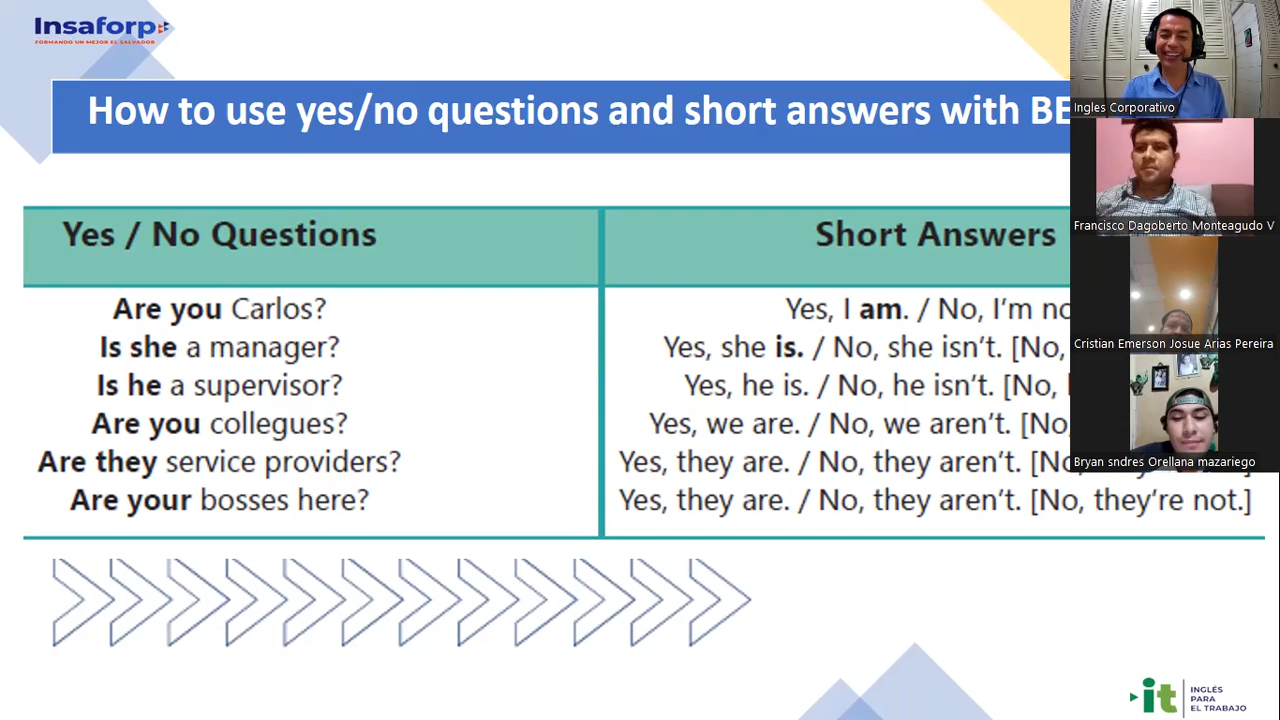 Insaforp
FORMANDO UN MEJOR EL SALVADOR
How to use yes/no questions and short answers with BE
Yes / No Questions
Short Answers
Are you Carlos?
Yes, I am. / No, I'm no
Is she a manager?
Yes, she is. / No, she isn't. [No,
Is he a supervisor?
Yes, he is. / No, he isn't. [No,
Are you collegues?
Yes, we are. / No, we aren't. [No,
Are they service providers?
Yes, they are. / No, they aren't. [No,
Are your bosses here?
Yes, they are. / No, they aren't. [No, they're not.]
Ingles Corporativo
Francisco Dagoberto Monteagudo V
Cristian Emerson Josue Arias Pereira
Bryan sndres Orellana mazariego
it
INGLÉS
PARA
EL TRABAJO